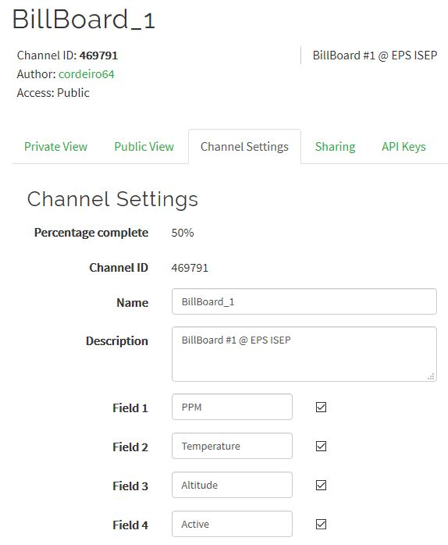 BillBoard_1
Channel ID: 469791
BillBoard #1 @ EPS ISEP
Author: cordeiro64
Access: Public
Private View Public View Channel Settings Sharing API Keys
Channel Settings
Percentage complete 50%
Channel ID 469791
Name BillBoard_1
Description BillBoard #1 @ EPS ISEP
Field 1 PPM
Field 2 Temperature
Field 3 Altitude
Field 4 Active